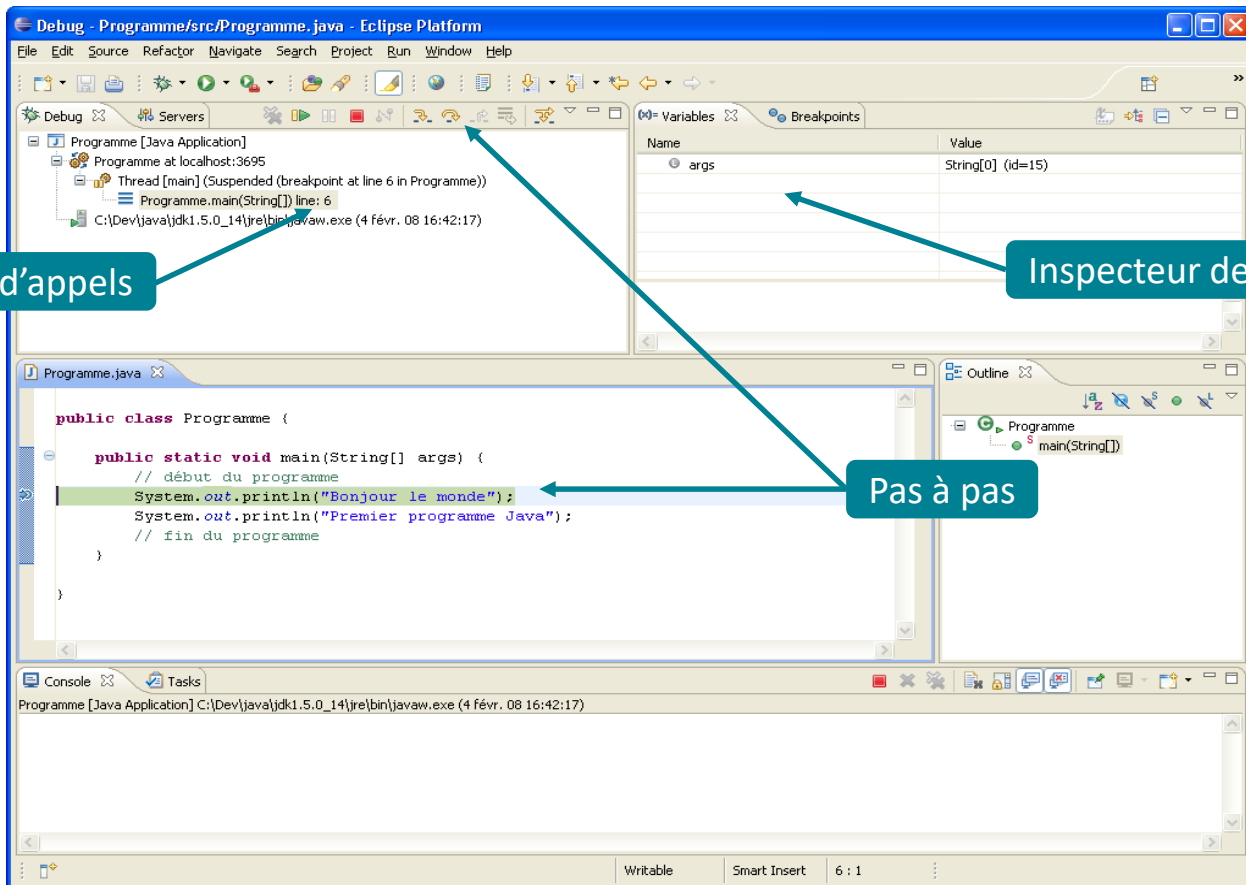 Debug - Programme/src/Programme.java - Eclipse Platform
File Edit Source Refactor Navigate Search Project Run Window Help
Debug Servers
Programme [Java Application]
Programme at localhost:3695
Thread [main] (Suspended (breakpoint at line 6 in Programme))
Programme.main(String[]) line: 6
C:\Dev\java\jdk1.5.0_14\jre\bin\javaw.exe (4 févr. 08 16:42:17)
(x)= Variables Breakpoints
Name Value
args String[0] (id=15)
d’appels
Inspecteur de
Programme.java
public class Programme {
public static void main(String[] args) {
// début du programme
System.out.println("Bonjour le monde");
System.out.println("Premier programme Java");
// fin du programme
}
}
Pas à pas
Outline
Programme
main(String[])
Console Tasks
Programme [Java Application] C:\Dev\java\jdk1.5.0_14\jre\bin\javaw.exe (4 févr. 08 16:42:17)
Writable Smart Insert 6 : 1